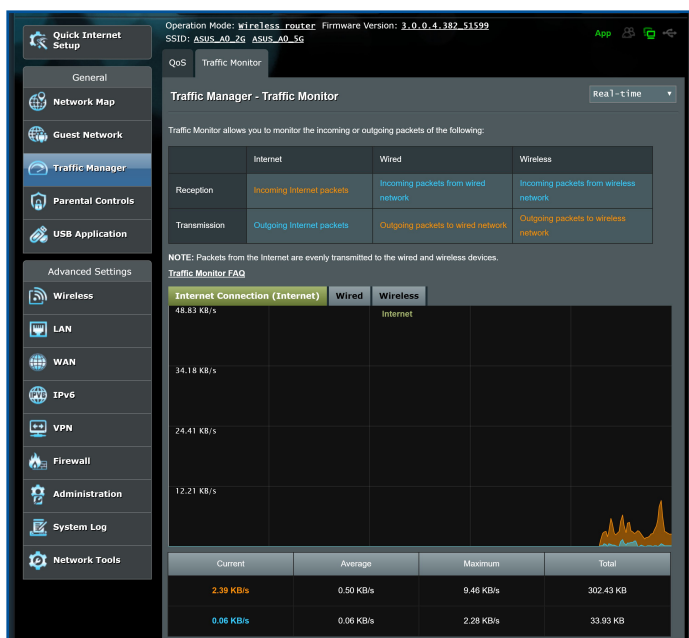 Operation Mode: Wireless router Firmware Version: 3.0.0.4.382_51599
SSID: ASUS_A0_2G ASUS_A0_5G
App
Quick Internet
Setup
General
Network Map
Guest Network
Traffic Manager
Parental Controls
USB Application
Advanced Settings
Wireless
LAN
WAN
IPv6
VPN
Firewall
Administration
System Log
Network Tools
QoS Traffic Monitor
Traffic Manager - Traffic Monitor
Real-time
Traffic Monitor allows you to monitor the incoming or outgoing packets of the following:
Internet Wired Wireless
Reception Incoming Internet packets Incoming packets from wired network Incoming packets from wireless network
Transmission Outgoing Internet packets Outgoing packets to wired network Outgoing packets to wireless network
NOTE: Packets from the Internet are evenly transmitted to the wired and wireless devices.
Traffic Monitor FAQ
Internet Connection (Internet) Wired Wireless
48.83 KB/s
Internet
34.18 KB/s
24.41 KB/s
12.21 KB/s
Current Average Maximum Total
2.39 KB/s 0.50 KB/s 9.46 KB/s 302.43 KB
0.06 KB/s 0.06 KB/s 2.28 KB/s 33.93 KB